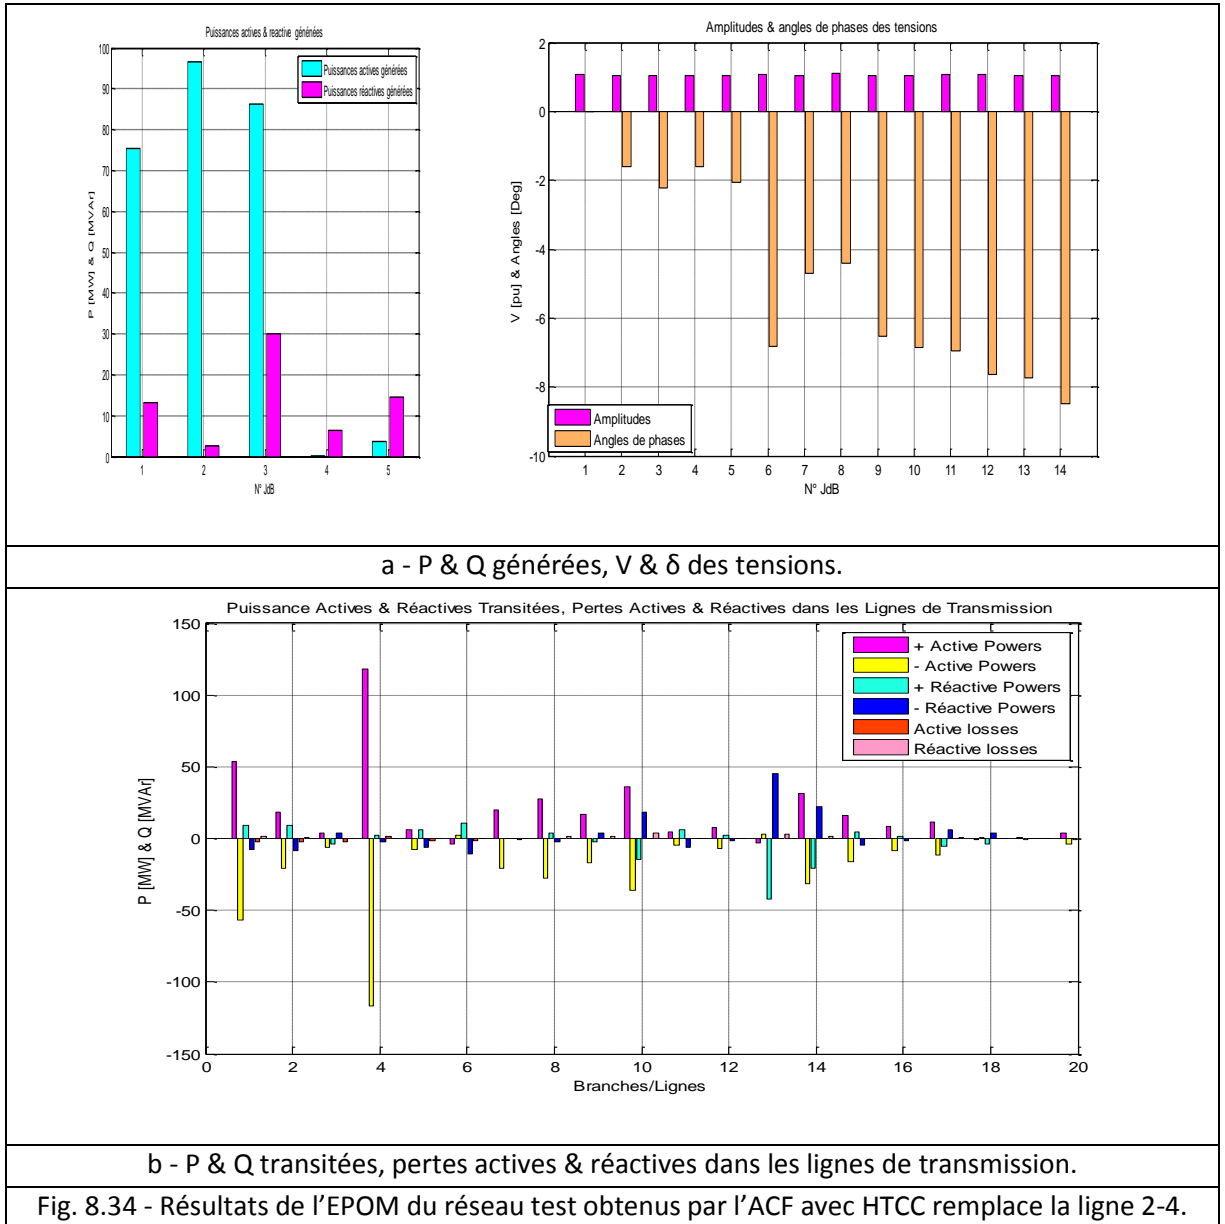 Puissances actives & reactive générées
100
90
80
70
60
50
40
30
20
10
0
P [MW] & Q [MVAr]
Puissances actives générées
Puissances réactives générées
1 2 3 4 5
N° JdB
Amplitudes & angles de phases des tensions
2
0
-2
-4
-6
-8
-10
V [pu] & Angles [Deg]
Amplitudes
Angles de phases
1 2 3 4 5 6 7 8 9 10 11 12 13 14
N° JdB
a - P & Q générées, V & δ des tensions.
Puissance Actives & Réactives Transitées, Pertes Actives & Réactives dans les Lignes de Transmission
150
100
50
0
-50
-100
-150
P [MW] & Q [MVAr]
+ Active Powers
- Active Powers
+ Réactive Powers
- Réactive Powers
Active losses
Réactive losses
0 2 4 6 8 10 12 14 16 18 20
Branches/Lignes
b - P & Q transitées, pertes actives & réactives dans les lignes de transmission.
Fig. 8.34 - Résultats de l’EPOM du réseau test obtenus par l’ACF avec HTCC remplace la ligne 2-4.